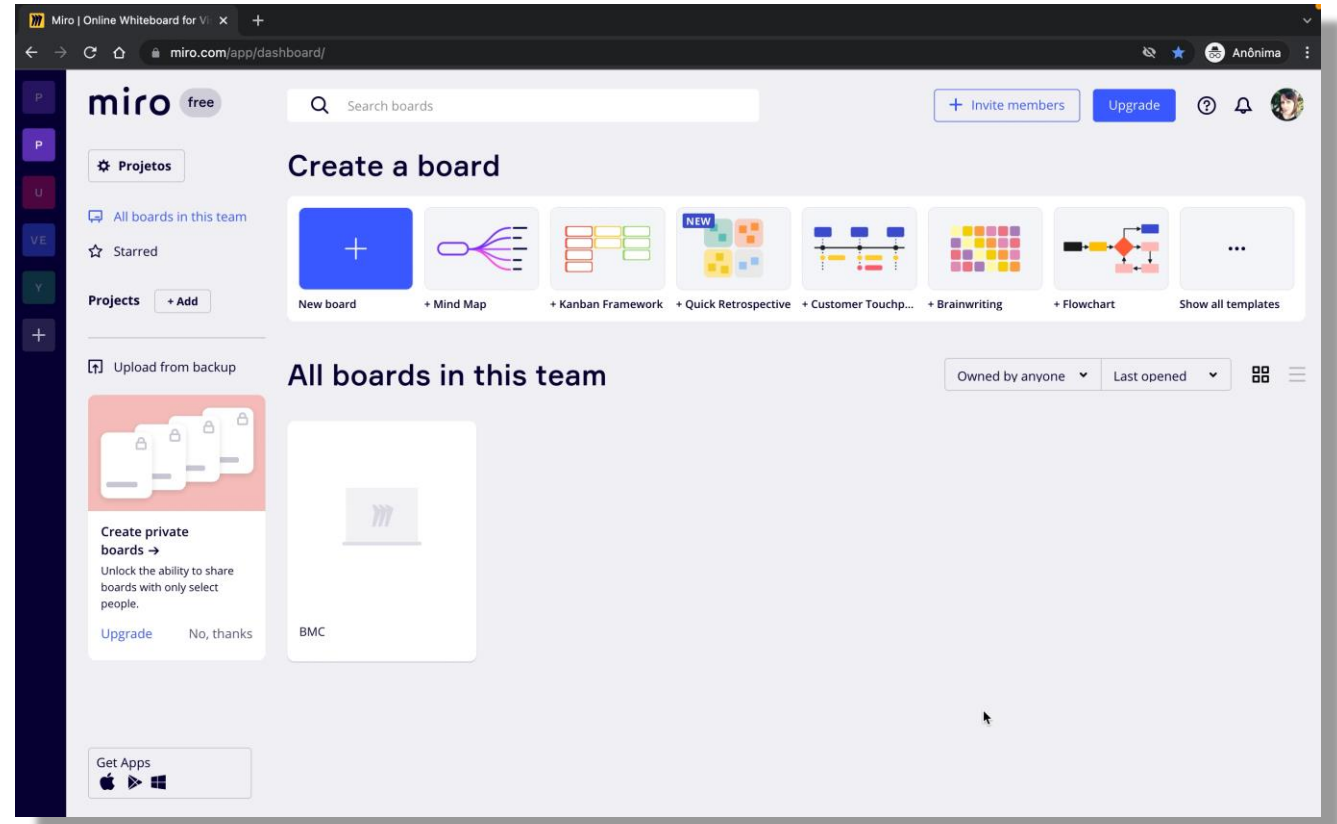 Miro | Online Whiteboard for Vi
miro.com/app/dashboard/
Anônima
P
P
U
VE
Y
miro free
Search boards
+ Invite members
Upgrade
Projetos
All boards in this team
Starred
Projects
+ Add
Upload from backup
Create private
boards →
Unlock the ability to share
boards with only select
people.
Upgrade
No, thanks
Get Apps
Create a board
NEW
New board
+ Mind Map
+ Kanban Framework
+ Quick Retrospective
+ Customer Touchp...
+ Brainwriting
+ Flowchart
Show all templates
All boards in this team
Owned by anyone
Last opened
BMC